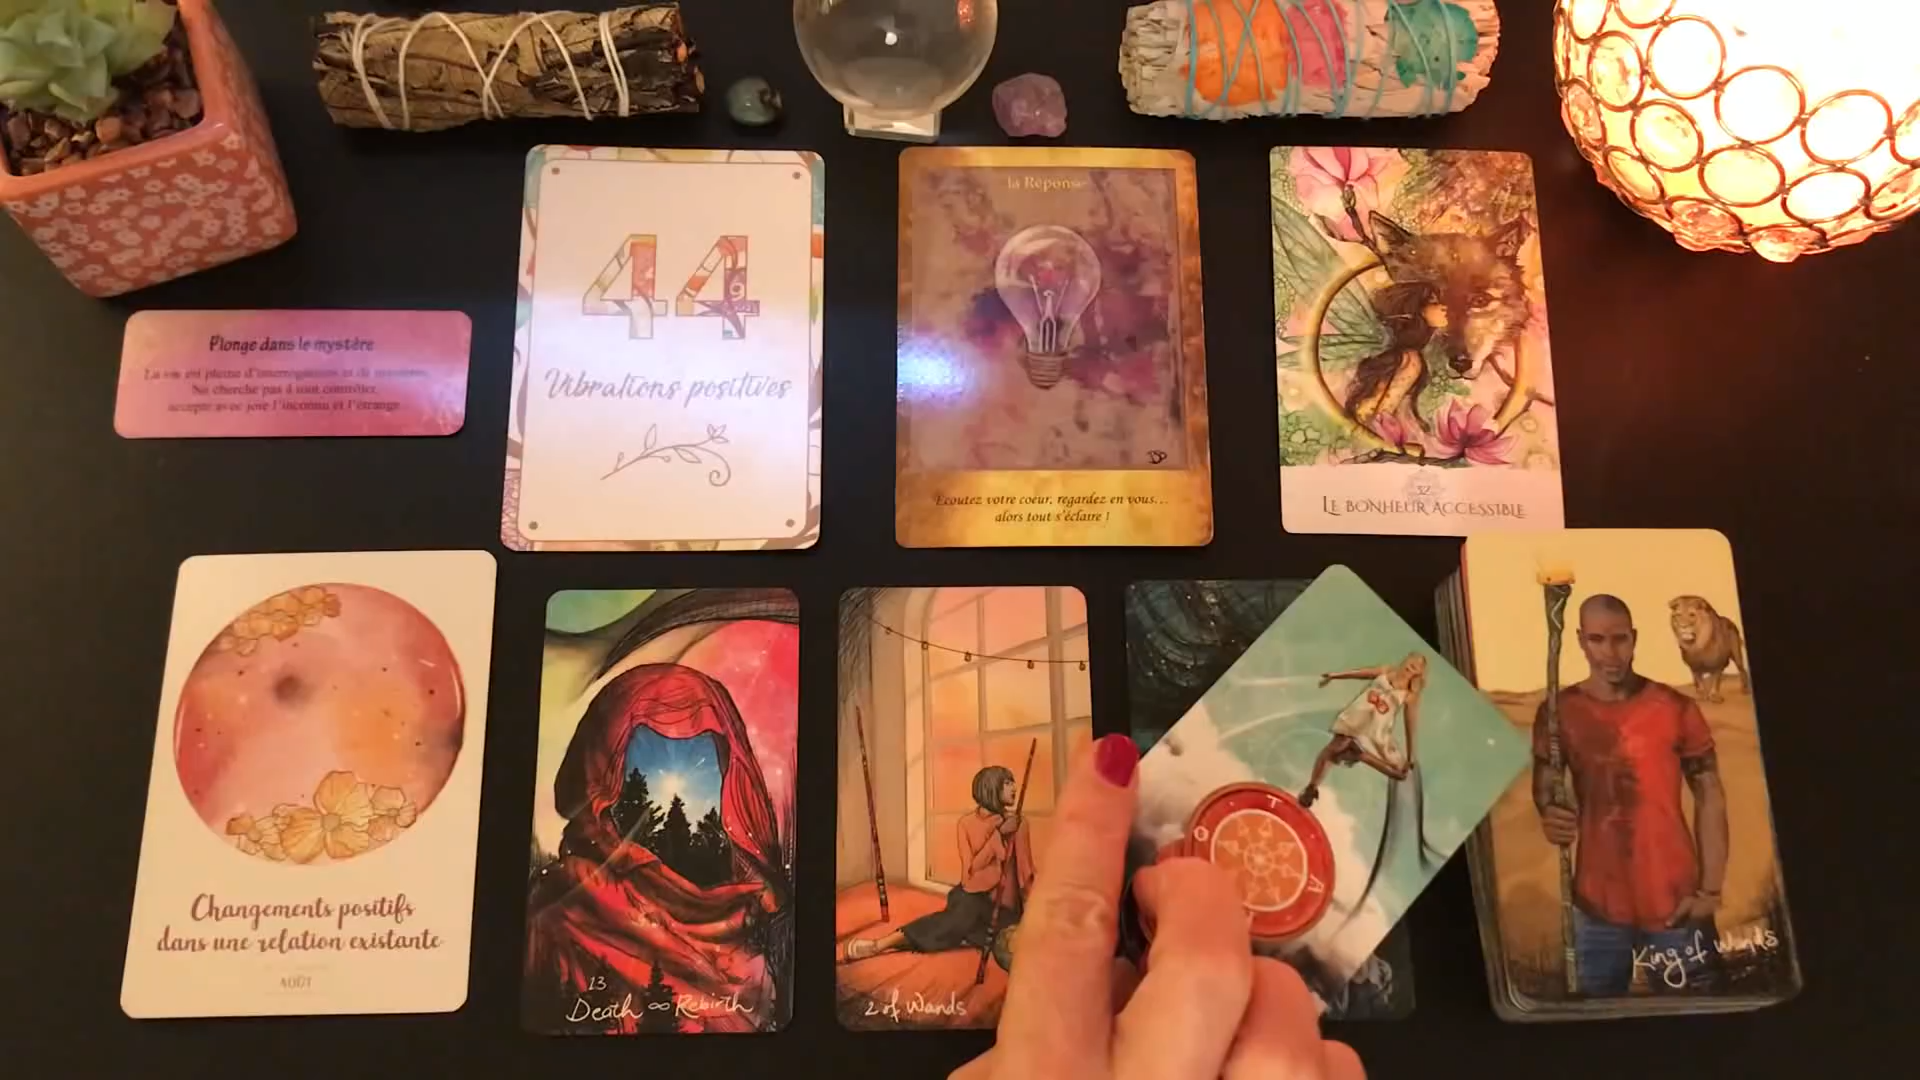 Plonge dans le mystère
La vie est pleine d'interrogations et de mystères.
Ne cherche pas à tout contrôler,
accepte avec joie l'inconnu et l'étrange.
44
9
Vibrations positives
la Réponse
Ecoutez votre coeur, regardez en vous...
alors tout s'éclaire !
32
LE BONHEUR ACCESSIBLE
Changements positifs
dans une relation existante
AOÛT
13
Death ∞ Rebirth
2 of Wands
T
O
A
King of Wands